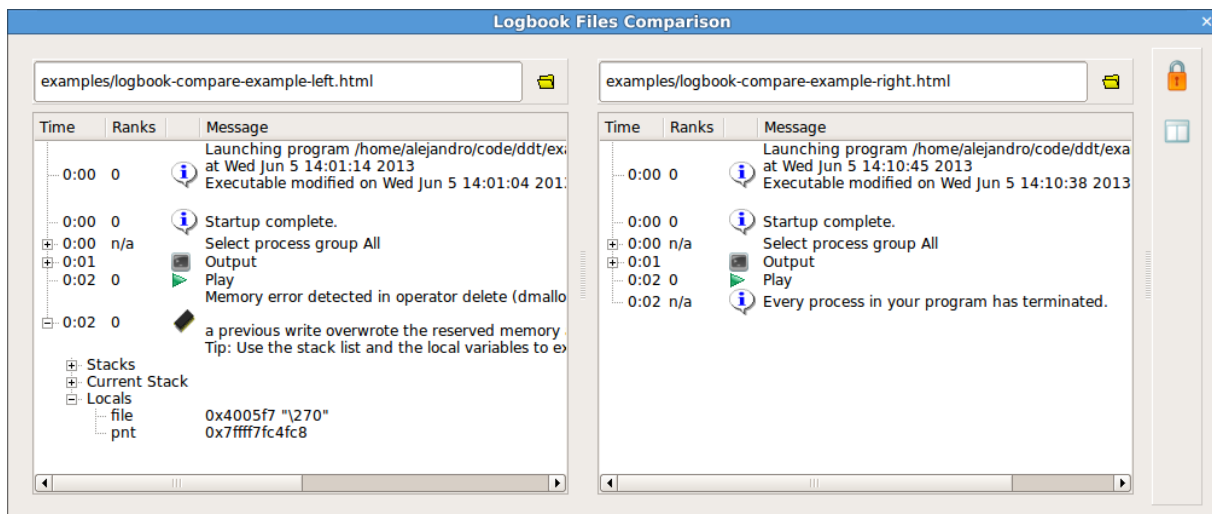 Logbook Files Comparison
examples/logbook-compare-example-left.html
Time Ranks Message
Launching program /home/alejandro/code/ddt/exa
0:00 0 at Wed Jun 5 14:01:14 2013
Executable modified on Wed Jun 5 14:01:04 201
0:00 0 Startup complete.
0:00 n/a Select process group All
0:01 Output
0:02 0 Play
Memory error detected in operator delete (dmallo
0:02 0
a previous write overwrote the reserved memory
Tip: Use the stack list and the local variables to ex
Stacks
Current Stack
Locals
file 0x4005f7 "\270"
pnt 0x7ffff7fc4fc8
examples/logbook-compare-example-right.html
Time Ranks Message
Launching program /home/alejandro/code/ddt/exa
0:00 0 at Wed Jun 5 14:10:45 2013
Executable modified on Wed Jun 5 14:10:38 2013
0:00 0 Startup complete.
0:00 n/a Select process group All
0:01 Output
0:02 0 Play
0:02 n/a Every process in your program has terminated.